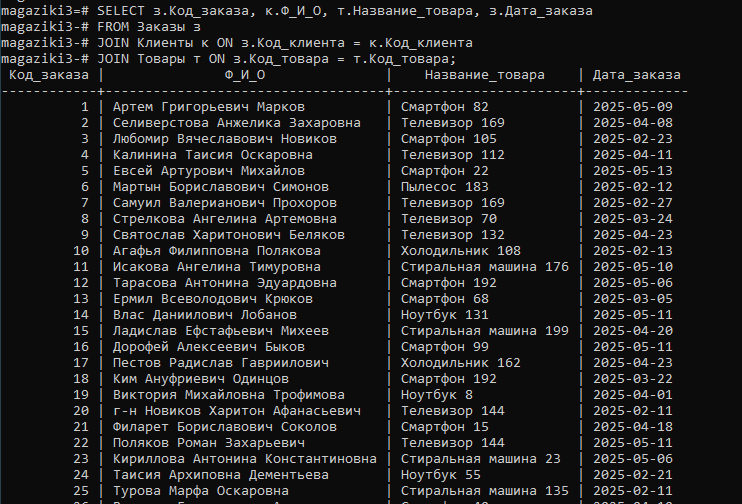 magaziki3=# SELECT з.Код_заказа, к.Ф_И_О, т.Название_товара, з.Дата_заказа
magaziki3-# FROM Заказы з
magaziki3-# JOIN Клиенты к ON з.Код_клиента = к.Код_клиента
magaziki3-# JOIN Товары т ON з.Код_товара = т.Код_товара;
Код_заказа | Ф_И_О | Название_товара | Дата_заказа
1 | Артем Григорьевич Марков | Смартфон 82 | 2025-05-09
2 | Селиверстова Анжелика Захаровна | Телевизор 169 | 2025-04-08
3 | Любомир Вячеславович Новиков | Смартфон 105 | 2025-02-23
4 | Калинина Таисия Оскаровна | Телевизор 112 | 2025-04-11
5 | Евсей Артурович Михайлов | Смартфон 22 | 2025-05-13
6 | Мартын Бориславович Симонов | Пылесос 183 | 2025-02-12
7 | Самуил Валерианович Прохоров | Телевизор 169 | 2025-02-27
8 | Стрелкова Ангелина Артемовна | Телевизор 70 | 2025-03-24
9 | Святослав Харитонович Беляков | Телевизор 132 | 2025-04-23
10 | Агафья Филипповна Полякова | Холодильник 108 | 2025-02-13
11 | Исакова Ангелина Тимуровна | Стиральная машина 176 | 2025-05-10
12 | Тарасова Антонина Эдуардовна | Смартфон 192 | 2025-05-06
13 | Ермил Всеволодович Крюков | Смартфон 68 | 2025-03-05
14 | Влас Даниилович Лобанов | Ноутбук 131 | 2025-05-11
15 | Ладислав Ефстафьевич Михеев | Стиральная машина 199 | 2025-04-20
16 | Дорофей Алексеевич Быков | Смартфон 99 | 2025-05-11
17 | Пестов Радислав Гавриилович | Холодильник 162 | 2025-04-23
18 | Ким Ануфриевич Одинцов | Смартфон 192 | 2025-03-22
19 | Виктория Михайловна Трофимова | Ноутбук 8 | 2025-04-01
20 | г-н Новиков Харитон Афанасьевич | Телевизор 144 | 2025-02-11
21 | Филарет Бориславович Соколов | Смартфон 15 | 2025-04-18
22 | Поляков Роман Захарьевич | Телевизор 144 | 2025-05-11
23 | Кириллова Антонина Константиновна | Стиральная машина 23 | 2025-05-06
24 | Таисия Архиповна Дементьева | Ноутбук 55 | 2025-02-21
25 | Турова Марфа Оскаровна | Стиральная машина 135 | 2025-02-11